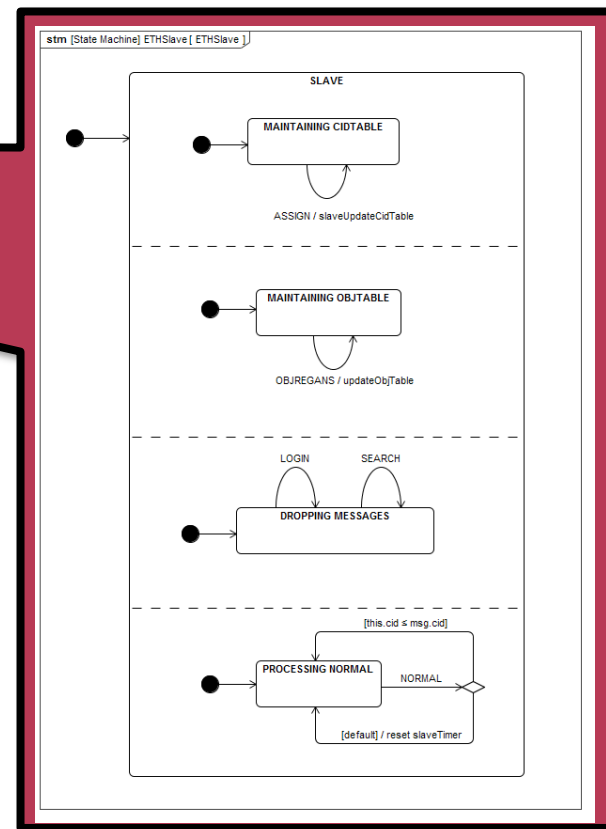 stm [State Machine] ETHSlave [ ETHSlave ]
SLAVE
MAINTAINING CIDTABLE
ASSIGN / slaveUpdateCidTable
MAINTAINING OBJTABLE
OBJREGANS / updateObjTable
LOGIN SEARCH
DROPPING MESSAGES
[this.cid ≤ msg.cid]
PROCESSING NORMAL
NORMAL
[default] / reset slaveTimer